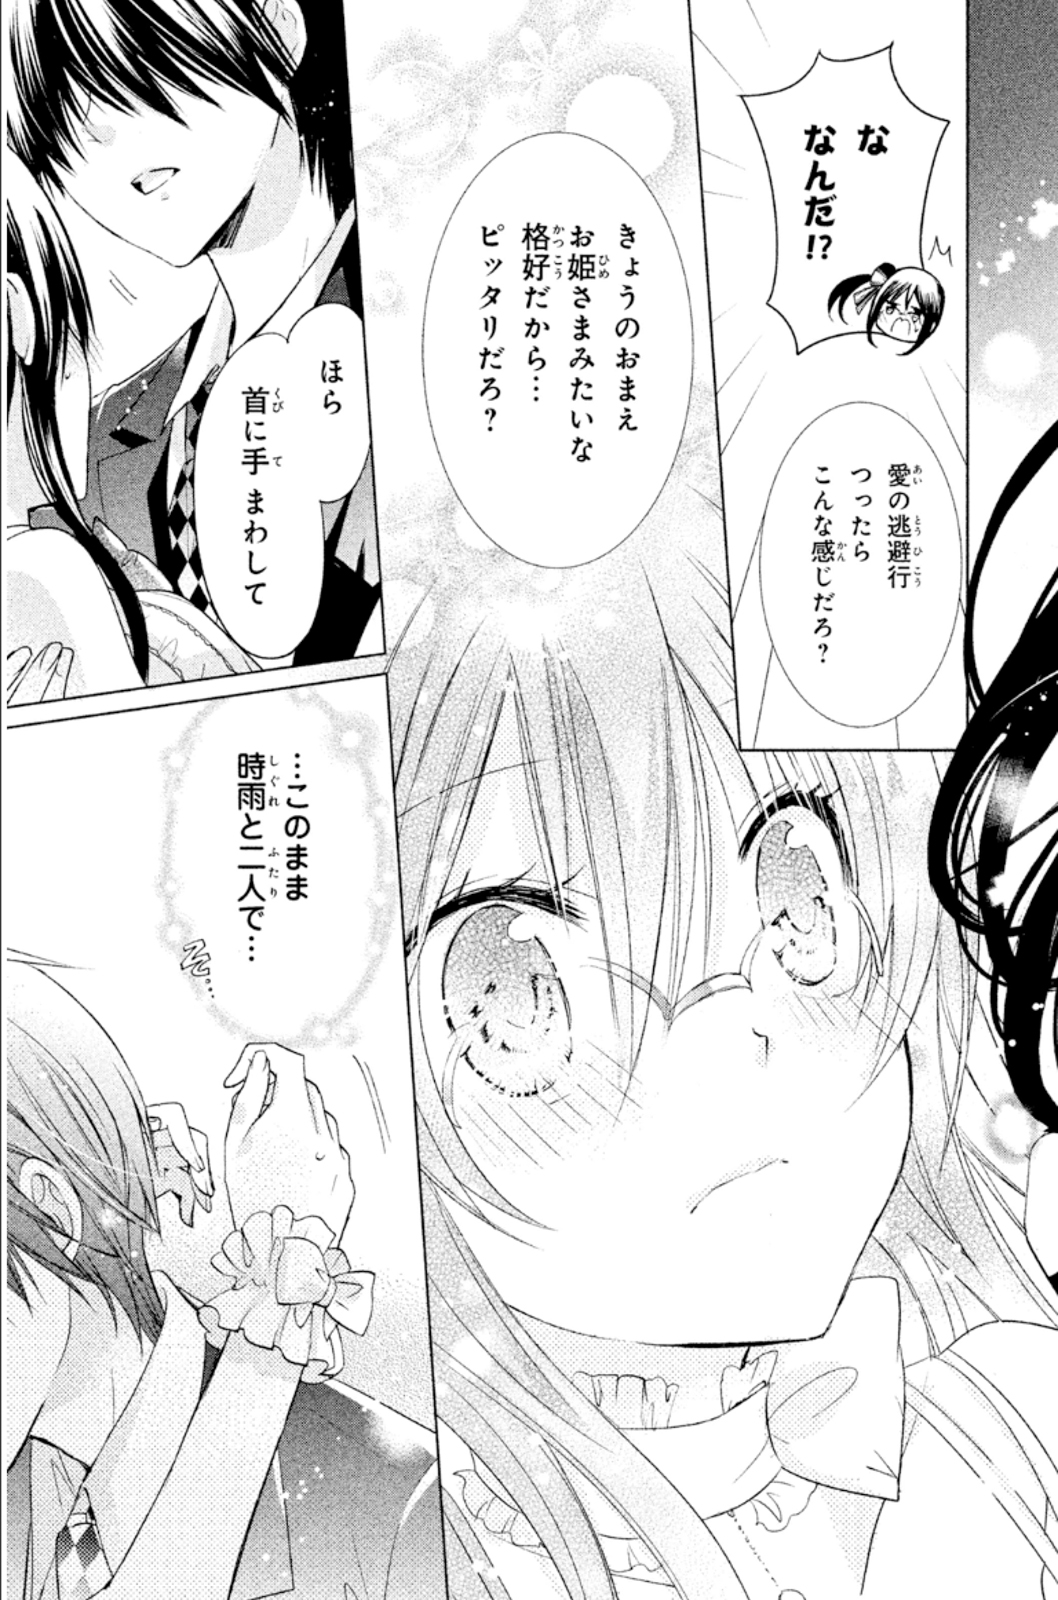 な
なんだ!?
愛の逃避行
つったら
こんな感じだろ?
きょうのおまえ
お姫さまみたいな
格好だから…
ピッタリだろ?
ほら
首に手 まわして
…このまま
時雨と二人で…